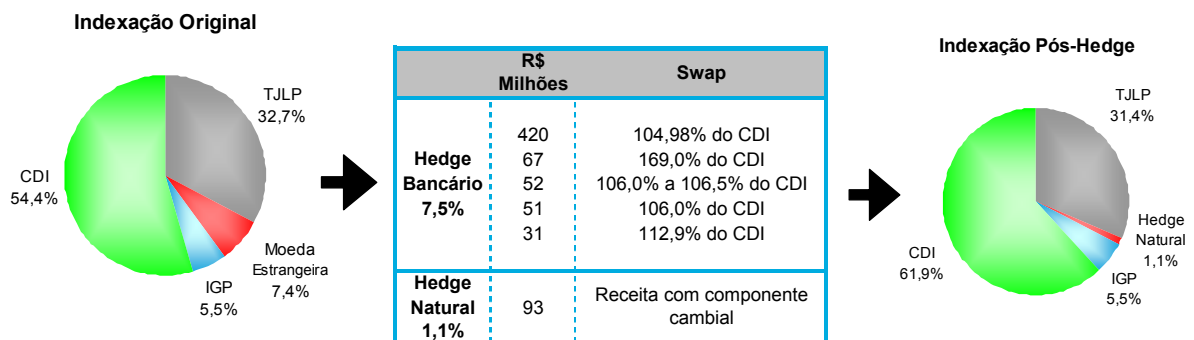 Indexação Original
TJLP
32,7%
CDI
54,4%
Moeda
Estrangeira
7,4%
IGP
5,5%
R$
Milhões
Swap
Hedge
Bancário
7,5%
420
104,98% do CDI
67
169,0% do CDI
52
106,0% a 106,5% do CDI
51
106,0% do CDI
31
112,9% do CDI
Hedge
Natural
1,1%
93
Receita com componente
cambial
Indexação Pós-Hedge
TJLP
31,4%
Hedge
Natural
1,1%
CDI
61,9%
IGP
5,5%